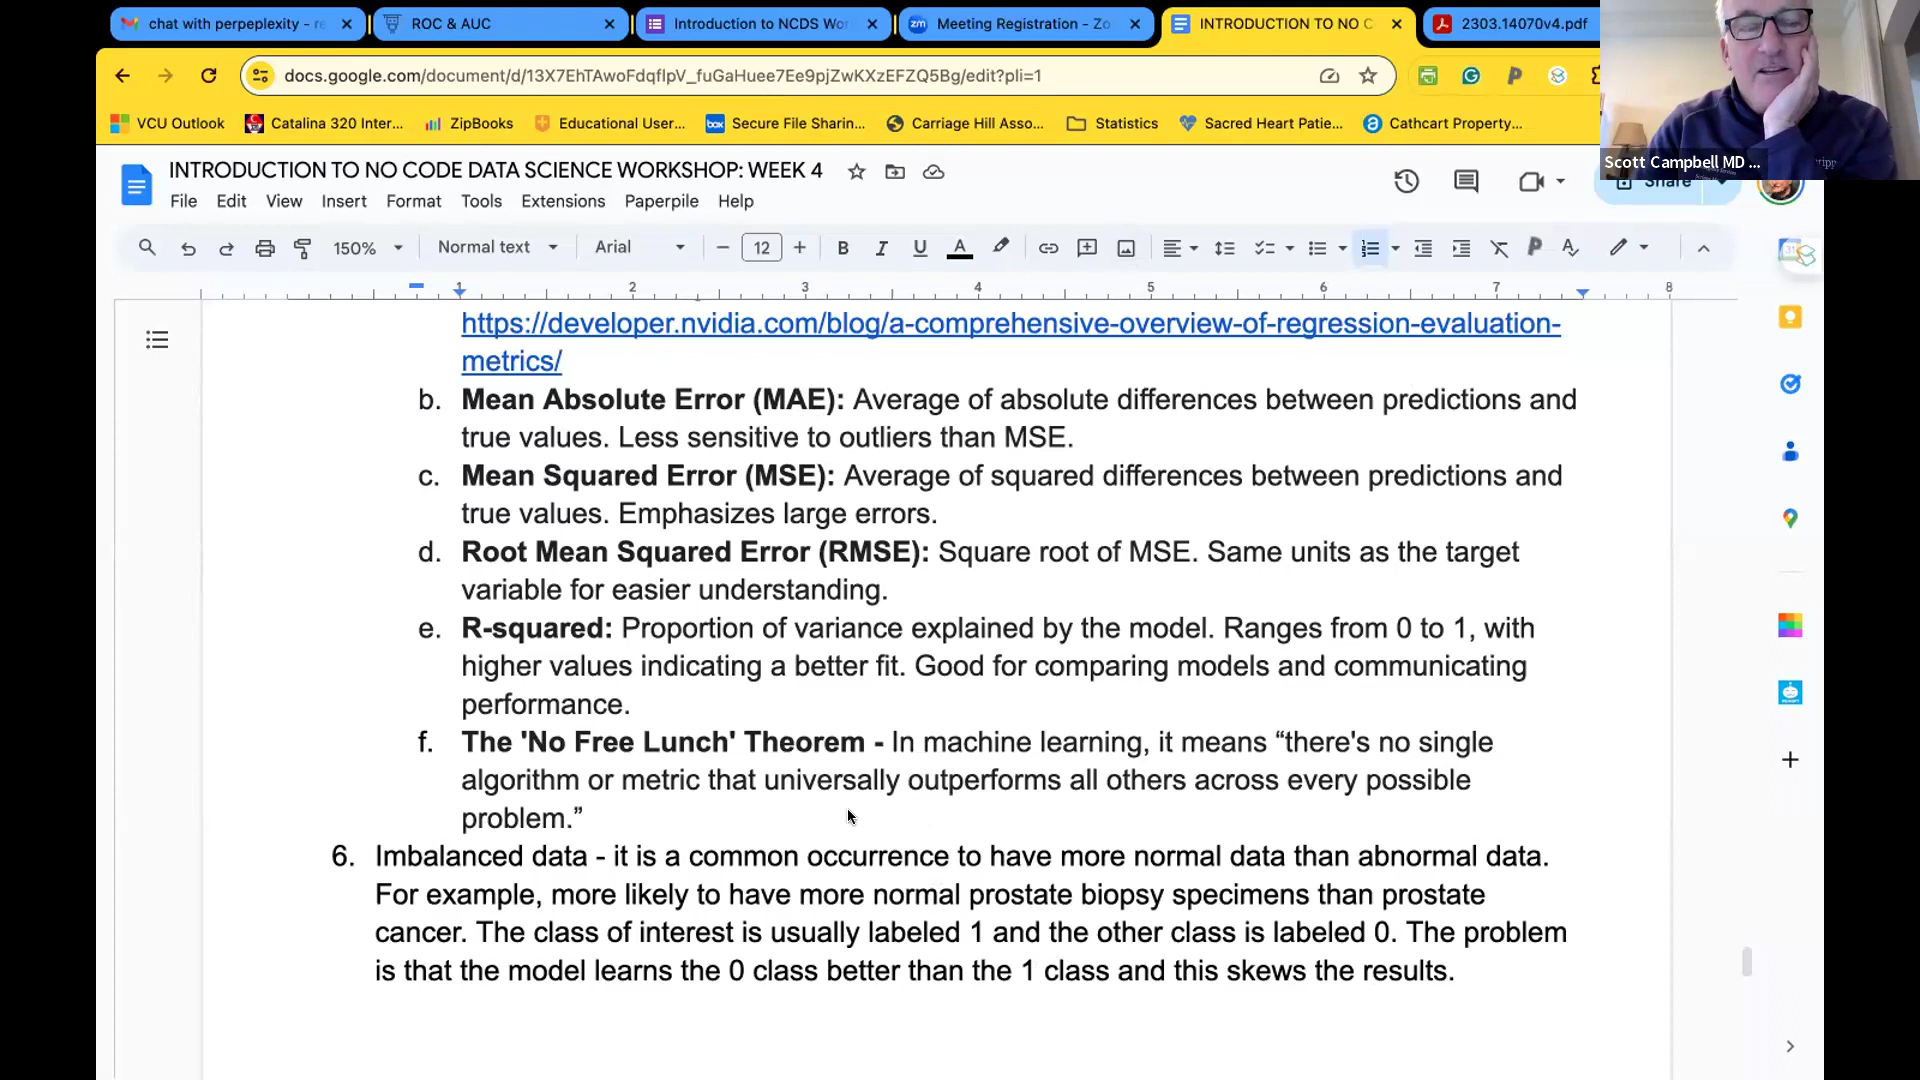 chat with perpeplexity - re
ROC & AUC
Introduction to NCDS Wor
Meeting Registration - Zo
INTRODUCTION TO NO C
2303.14070v4.pdf
docs.google.com/document/d/13X7EhTAwoFdqflpV_fuGaHuee7Ee9pjZwKXzEFZQ5Bg/edit?pli=1
VCU Outlook
Catalina 320 Inter...
ZipBooks
Educational User...
Secure File Sharin...
Carriage Hill Asso...
Statistics
Sacred Heart Patie...
Cathcart Property...
Scott Campbell MD ...
INTRODUCTION TO NO CODE DATA SCIENCE WORKSHOP: WEEK 4
Share
File Edit View Insert Format Tools Extensions Paperpile Help
150% Normal text Arial 12
1 2 3 4 5 6 7 8
https://developer.nvidia.com/blog/a-comprehensive-overview-of-regression-evaluation-
metrics/
b. Mean Absolute Error (MAE): Average of absolute differences between predictions and
true values. Less sensitive to outliers than MSE.
c. Mean Squared Error (MSE): Average of squared differences between predictions and
true values. Emphasizes large errors.
d. Root Mean Squared Error (RMSE): Square root of MSE. Same units as the target
variable for easier understanding.
e. R-squared: Proportion of variance explained by the model. Ranges from 0 to 1, with
higher values indicating a better fit. Good for comparing models and communicating
performance.
f. The 'No Free Lunch' Theorem - In machine learning, it means “there's no single
algorithm or metric that universally outperforms all others across every possible
problem.”
6. Imbalanced data - it is a common occurrence to have more normal data than abnormal data.
For example, more likely to have more normal prostate biopsy specimens than prostate
cancer. The class of interest is usually labeled 1 and the other class is labeled 0. The problem
is that the model learns the 0 class better than the 1 class and this skews the results.